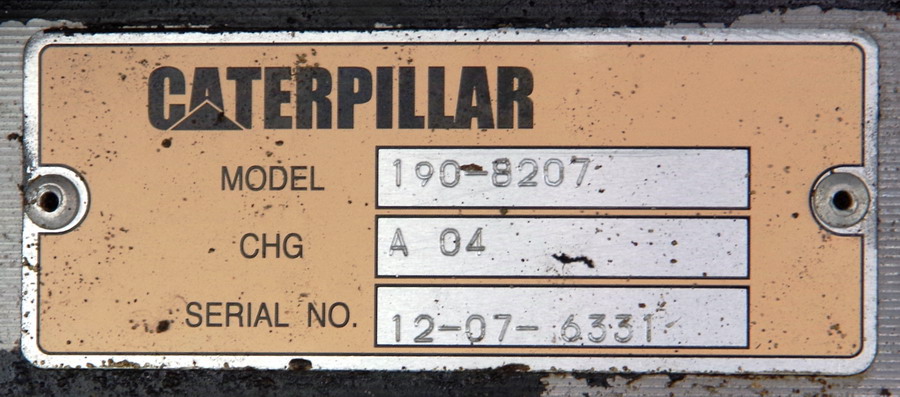 CATERPILLAR
MODEL 190-8207
CHG A 04
SERIAL NO. 12-07-6331